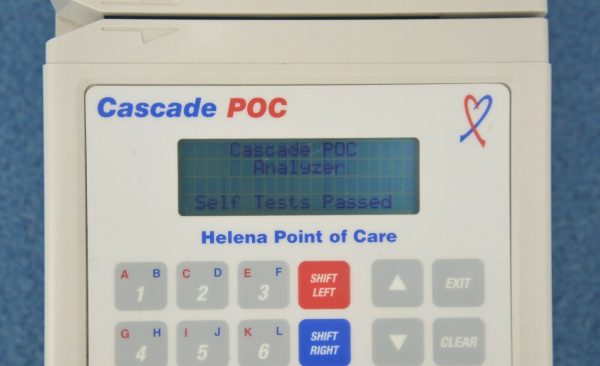 Cascade POC
Cascade POC
Analyzer
Self Tests Passed
Helena Point of Care
A B C D E F SHIFT
1 2 3 LEFT EXIT
G H I J K L SHIFT
4 5 6 RIGHT CLEAR